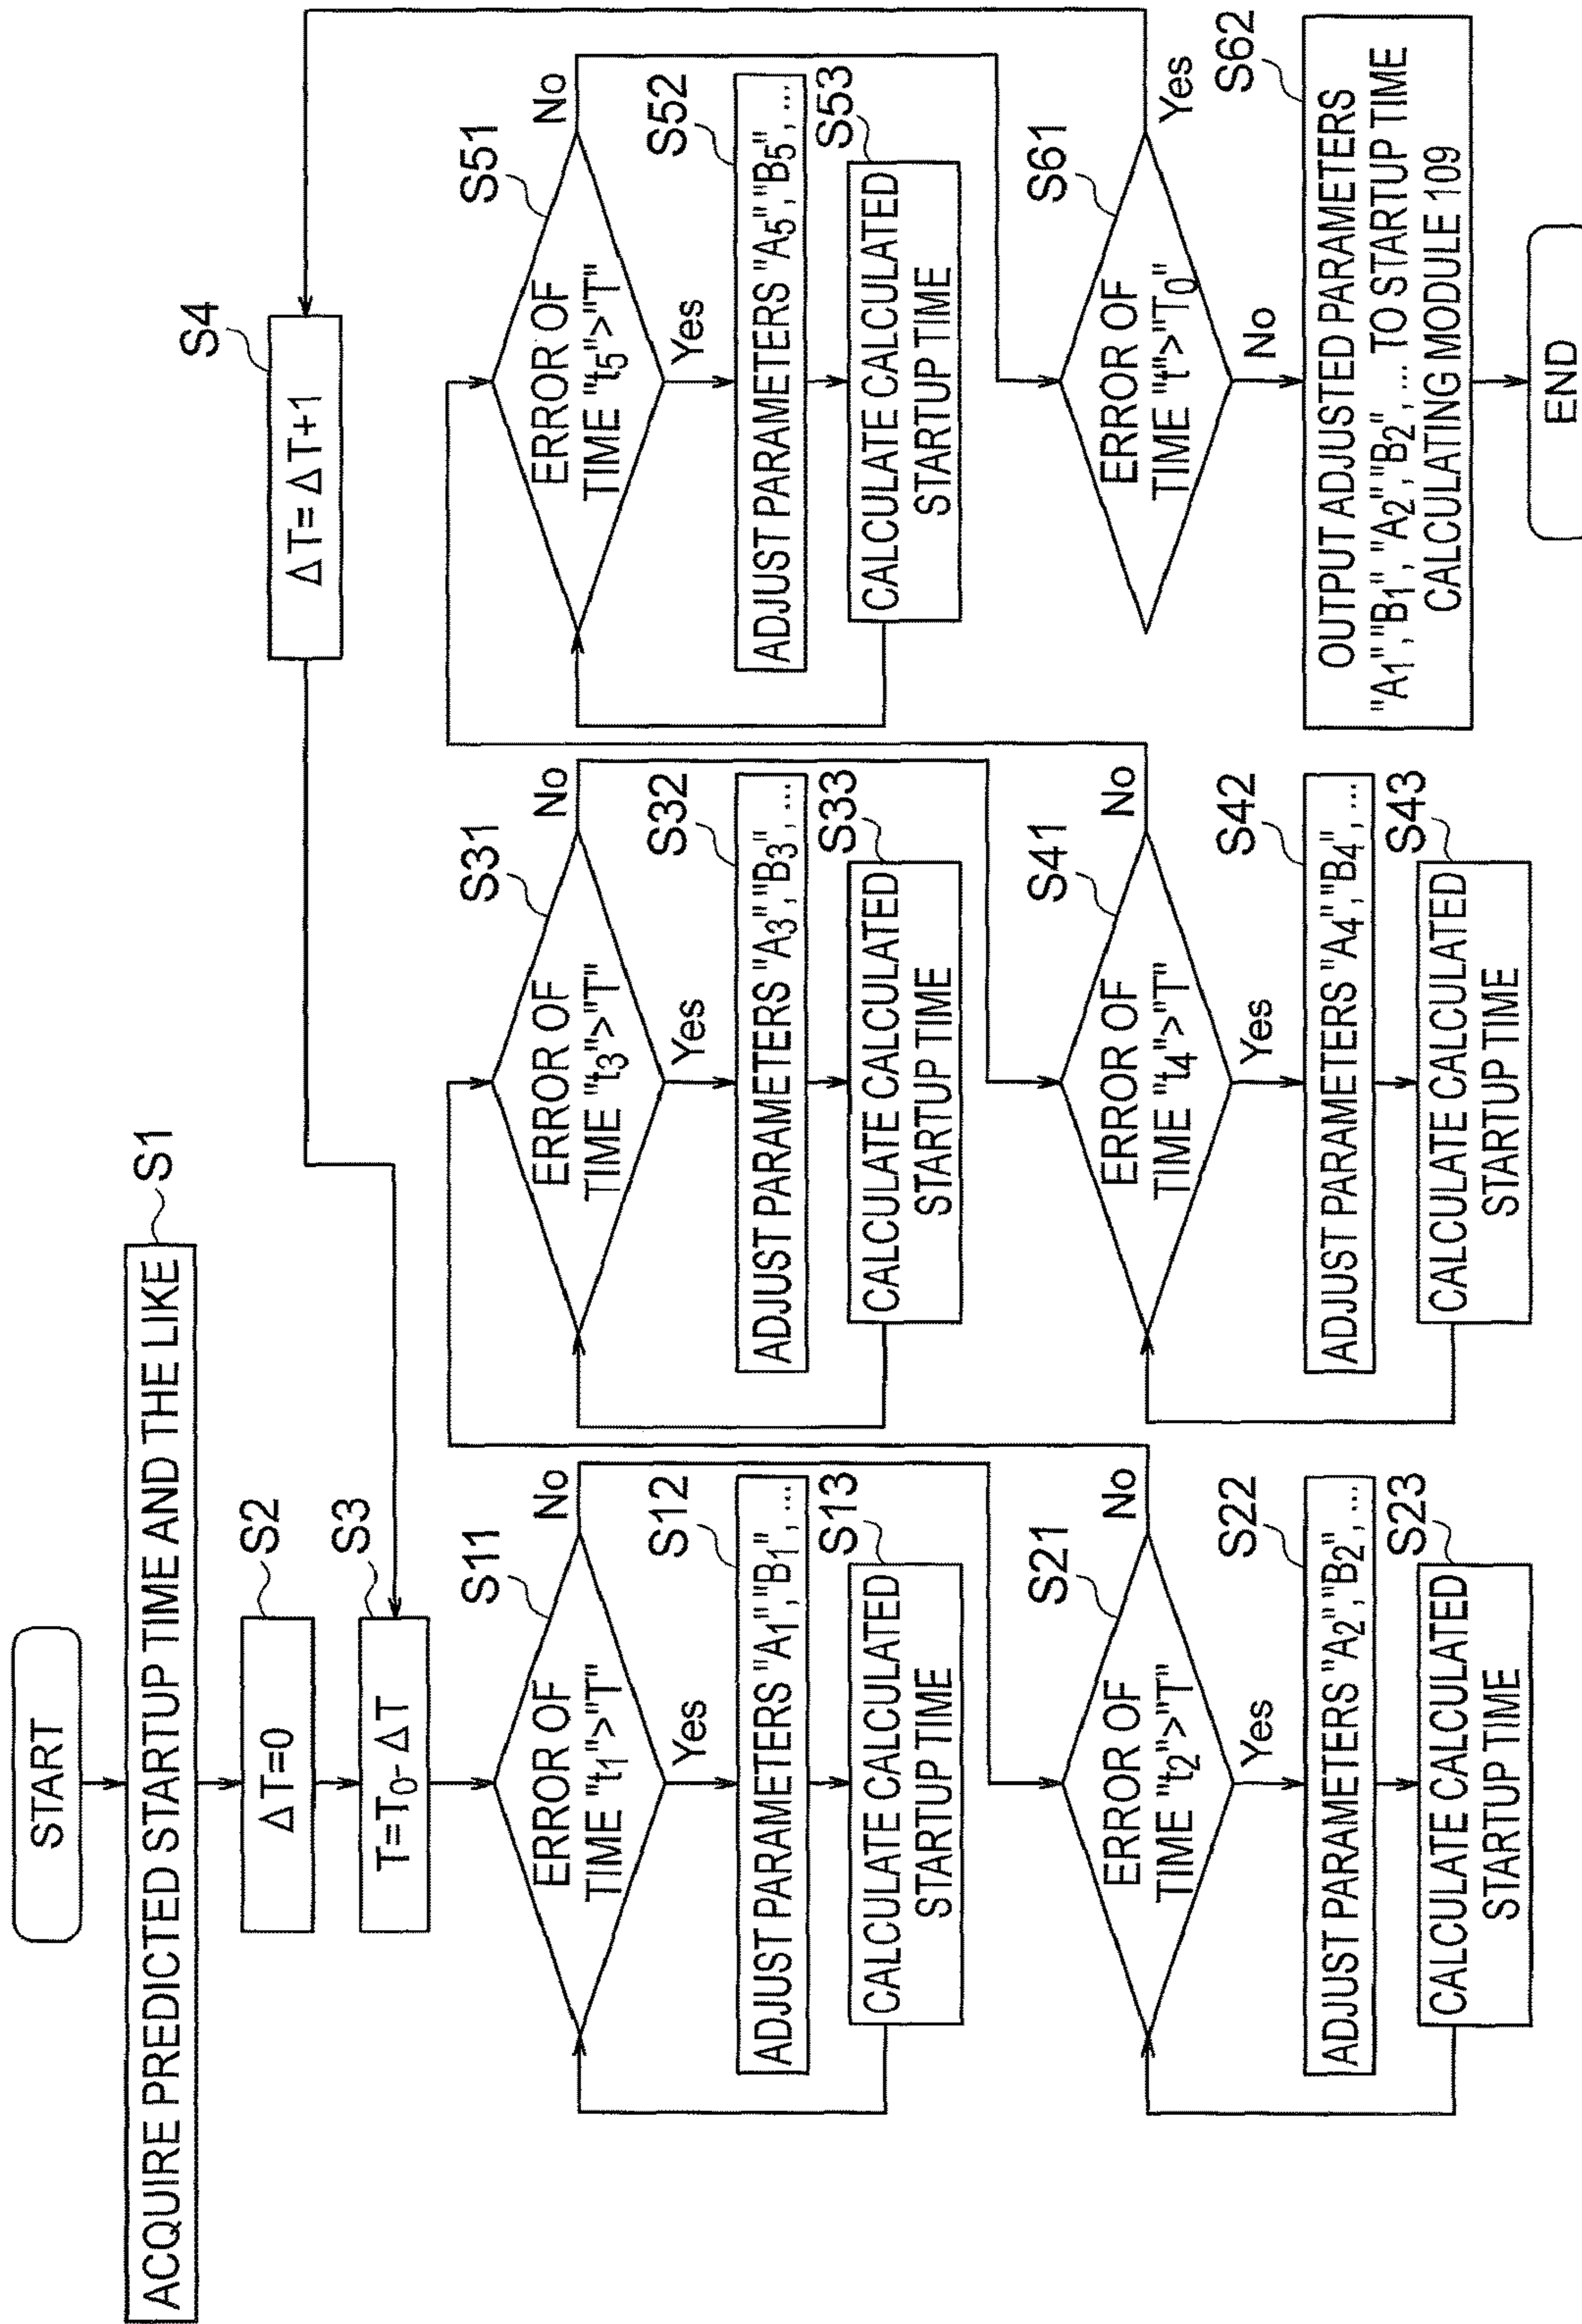 START
ACQUIRE PREDICTED STARTUP TIME AND THE LIKE
S1
ΔT=0
S2
T=T0-ΔT
S3
ΔT=ΔT+1
S4
ERROR OF
TIME "t1">"T"
S11
No
Yes
ADJUST PARAMETERS "A1","B1", ...
S12
CALCULATE CALCULATED
STARTUP TIME
S13
ERROR OF
TIME "t2">"T"
S21
No
Yes
ADJUST PARAMETERS "A2","B2", ...
S22
CALCULATE CALCULATED
STARTUP TIME
S23
ERROR OF
TIME "t3">"T"
S31
No
Yes
ADJUST PARAMETERS "A3","B3", ...
S32
CALCULATE CALCULATED
STARTUP TIME
S33
ERROR OF
TIME "t4">"T"
S41
No
Yes
ADJUST PARAMETERS "A4","B4", ...
S42
CALCULATE CALCULATED
STARTUP TIME
S43
ERROR OF
TIME "t5">"T"
S51
No
Yes
ADJUST PARAMETERS "A5","B5", ...
S52
CALCULATE CALCULATED
STARTUP TIME
S53
ERROR OF
TIME "t">"T0"
S61
Yes
No
OUTPUT ADJUSTED PARAMETERS
"A1","B1", "A2","B2", ... TO STARTUP TIME
CALCULATING MODULE 109
S62
END